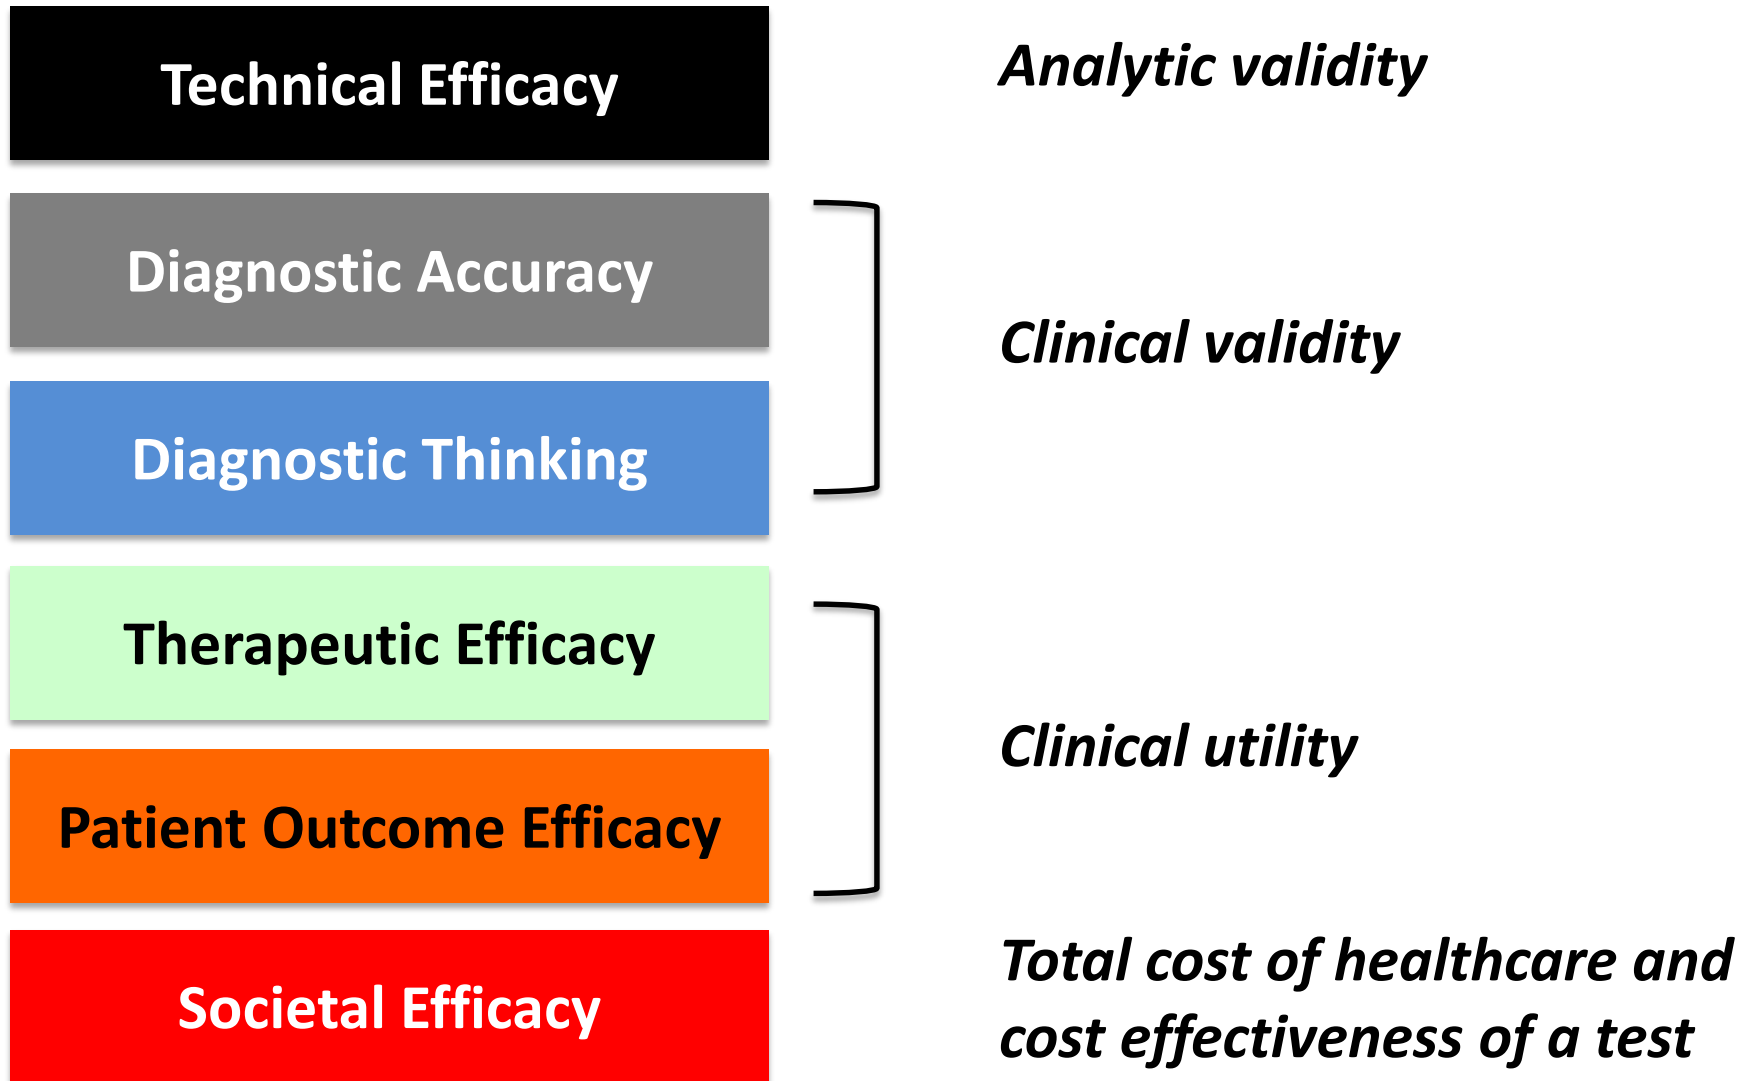 Technical Efficacy
Analytic validity
Diagnostic Accuracy
Clinical validity
Diagnostic Thinking
Therapeutic Efficacy
Clinical utility
Patient Outcome Efficacy
Societal Efficacy
Total cost of healthcare and
cost effectiveness of a test